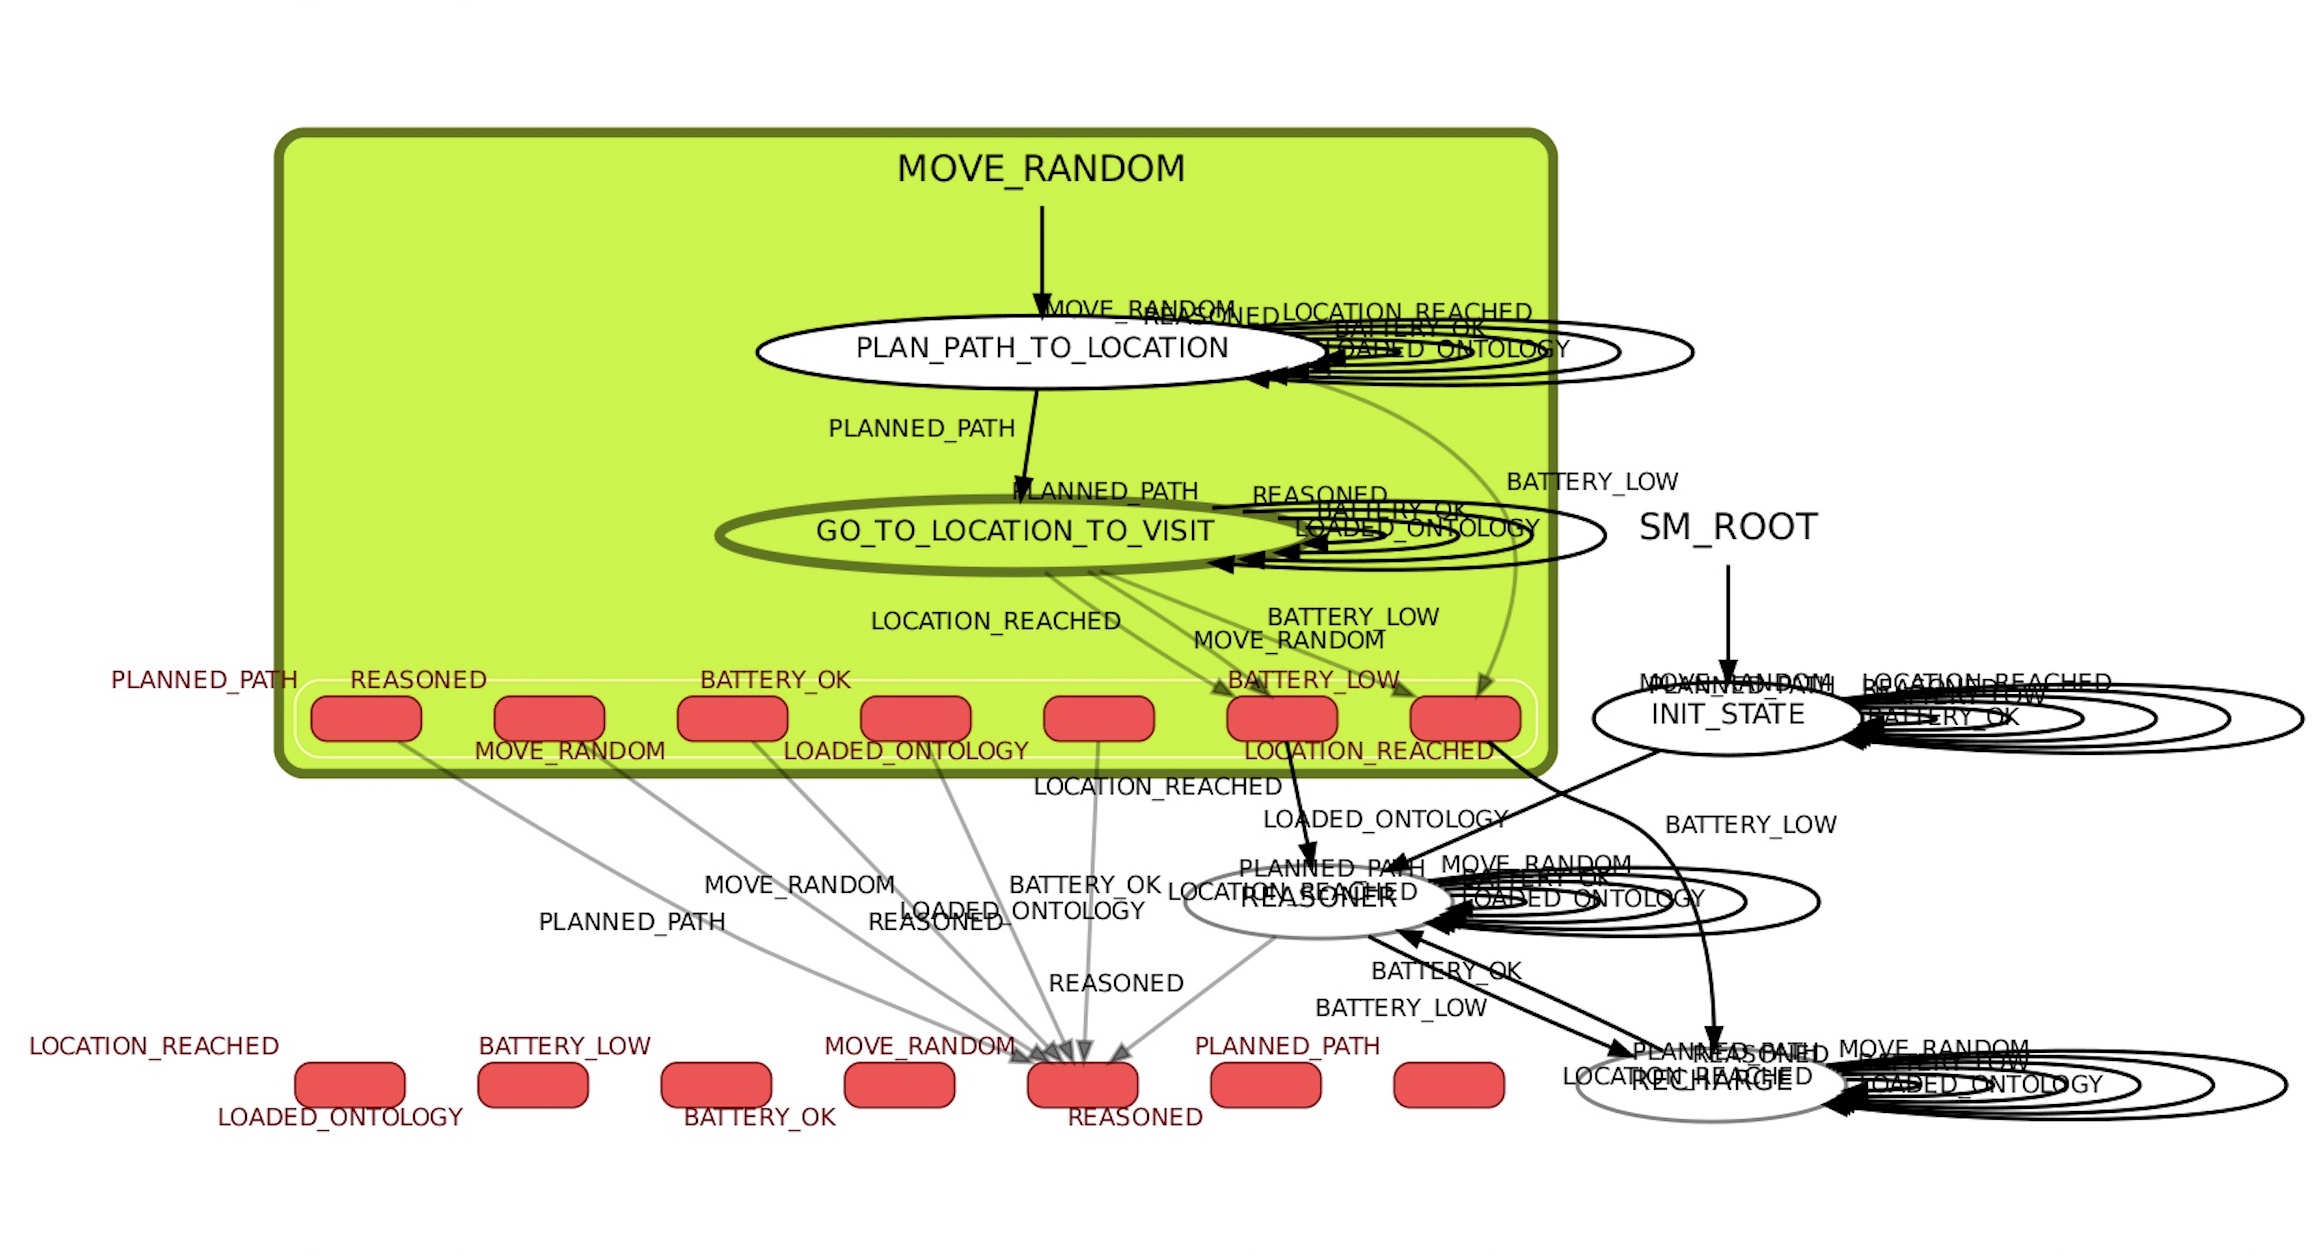 MOVE_RANDOM
MOVE_RANDOM
REASONED
LOCATION_REACHED
BATTERY_OK
PLAN_PATH_TO_LOCATION
LOADED_ONTOLOGY
PLANNED_PATH
BATTERY_LOW
PLANNED_PATH
REASONED
BATTERY_OK
GO_TO_LOCATION_TO_VISIT
LOADED_ONTOLOGY
SM_ROOT
LOCATION_REACHED
BATTERY_LOW
MOVE_RANDOM
PLANNED_PATH
REASONED
BATTERY_OK
BATTERY_LOW
MOVE_RANDOM
PLANNED_PATH
LOCATION_REACHED
REASONED
BATTERY_LOW
INIT_STATE
BATTERY_OK
MOVE_RANDOM
LOADED_ONTOLOGY
LOCATION_REACHED
LOCATION_REACHED
LOADED_ONTOLOGY
BATTERY_LOW
PLANNED_PATH
MOVE_RANDOM
BATTERY_OK
LOCATION_REACHED
REASONER
LOADED_ONTOLOGY
MOVE_RANDOM
BATTERY_OK
LOADED_ONTOLOGY
PLANNED_PATH
REASONED
BATTERY_OK
REASONED
BATTERY_LOW
LOCATION_REACHED
BATTERY_LOW
MOVE_RANDOM
PLANNED_PATH
PLANNED_PATH
REASONED
MOVE_RANDOM
BATTERY_LOW
LOCATION_REACHED
RECHARGE
LOADED_ONTOLOGY
LOADED_ONTOLOGY
BATTERY_OK
REASONED